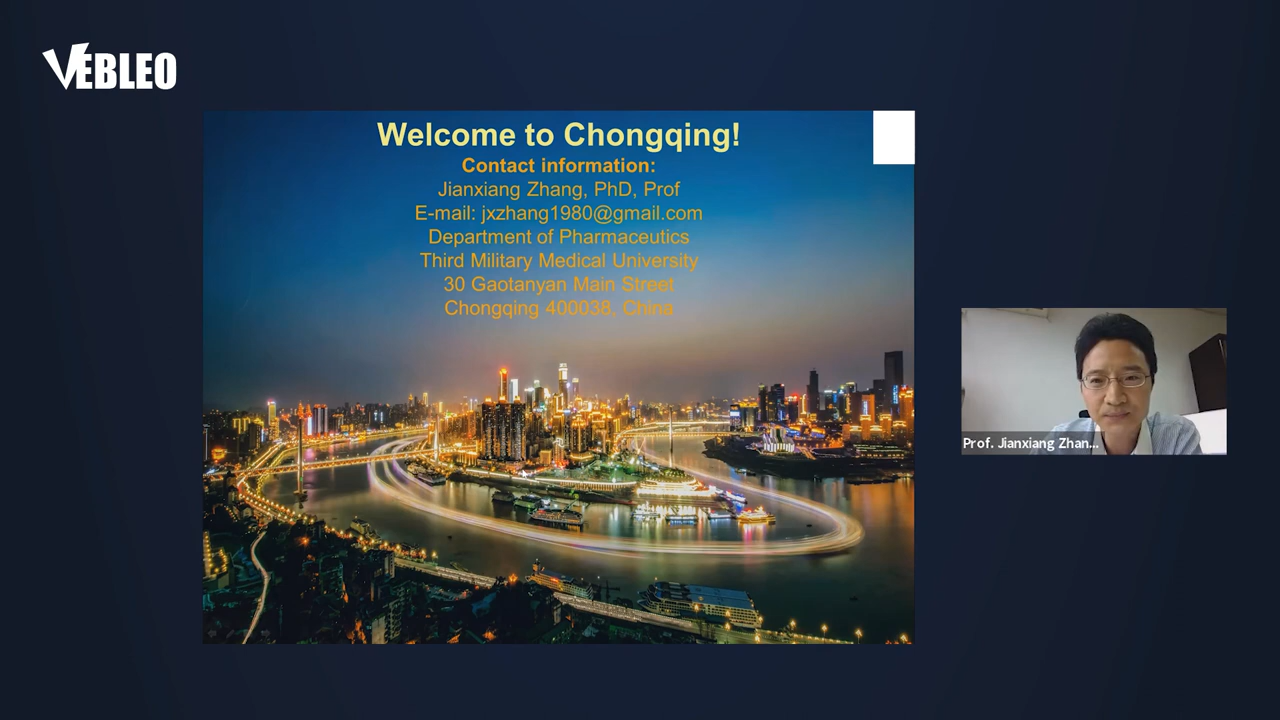 VEBLEO
Welcome to Chongqing!
Contact information:
Jianxiang Zhang, PhD, Prof
E-mail: jxzhang1980@gmail.com
Department of Pharmaceutics
Third Military Medical University
30 Gaotanyan Main Street
Chongqing 400038, China
Prof. Jianxiang Zhan...